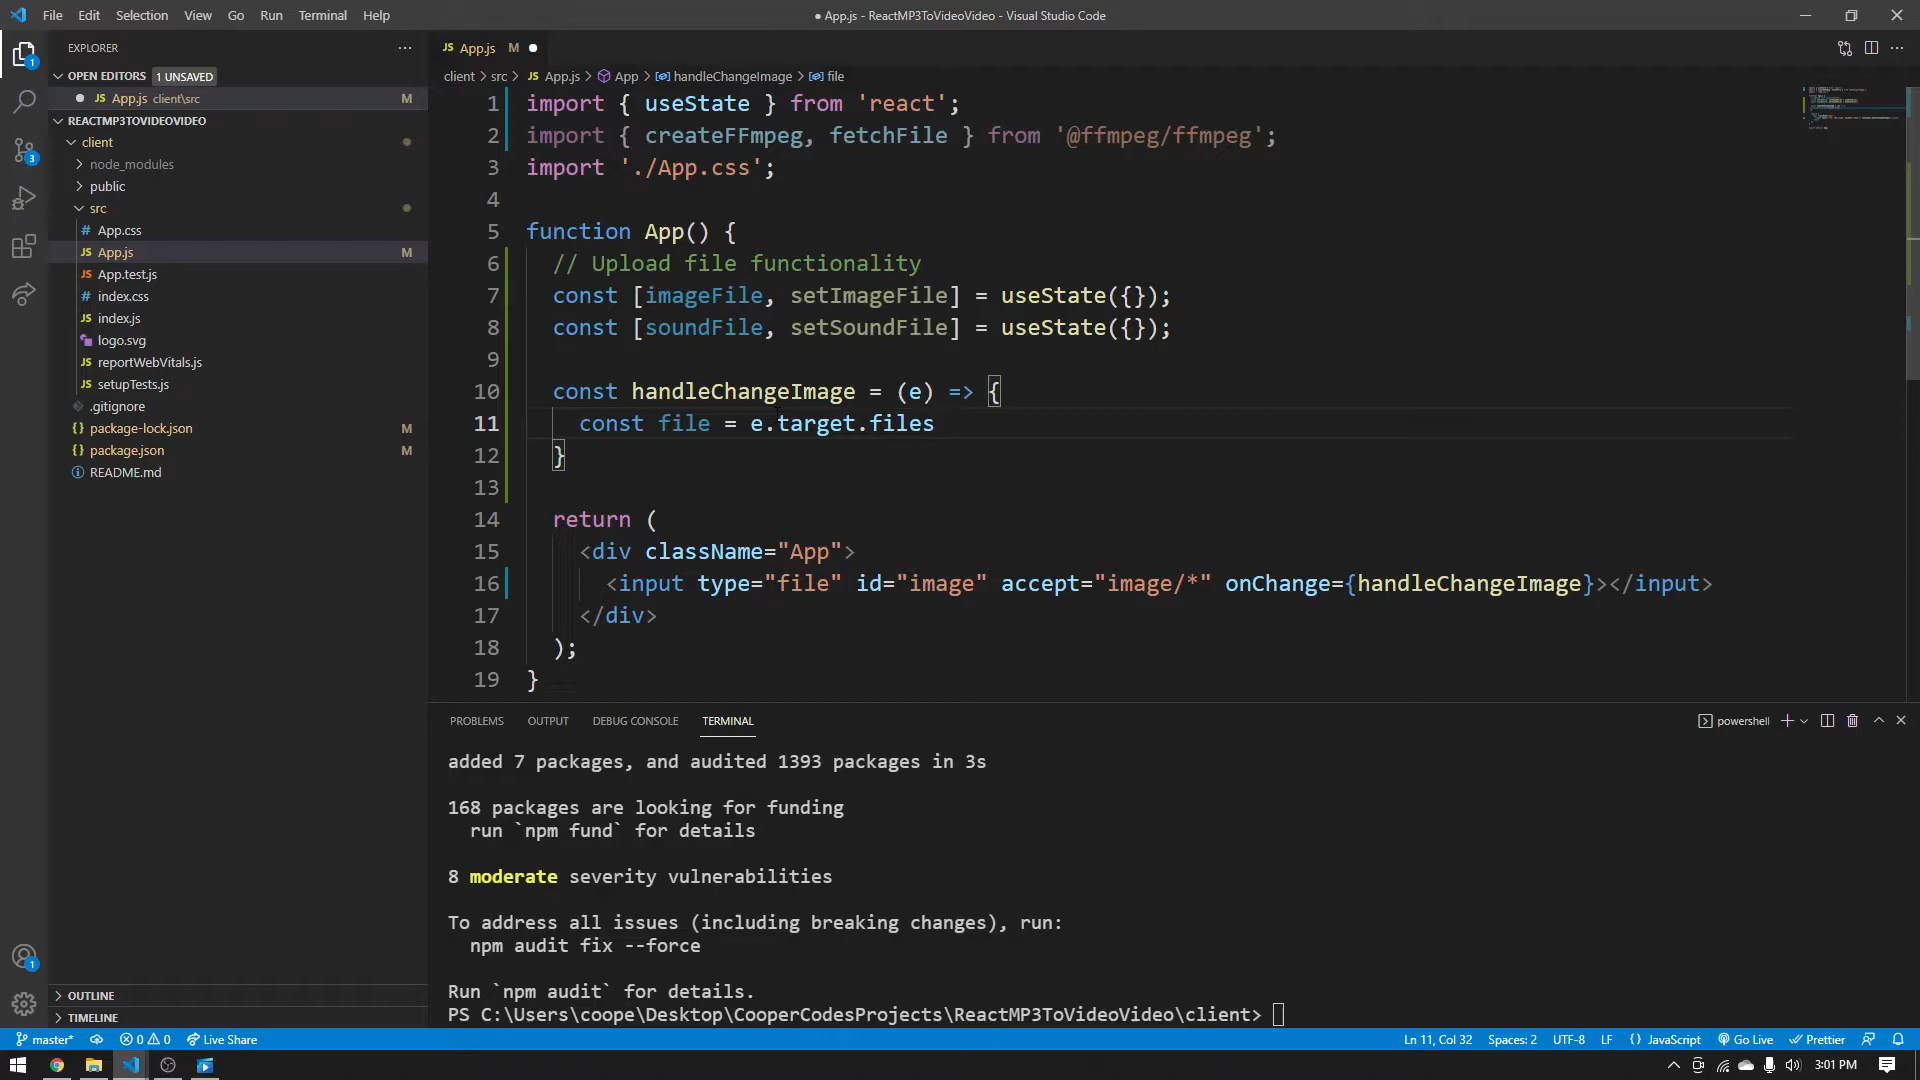 File Edit Selection View Go Run Terminal Help
● App.js - ReactMP3ToVideoVideo - Visual Studio Code
EXPLORER
OPEN EDITORS 1 UNSAVED
JS App.js client\src M
REACTMP3TOVIDEOVIDEO
client
node_modules
public
src
# App.css
JS App.js M
JS App.test.js
# index.css
JS index.js
logo.svg
JS reportWebVitals.js
JS setupTests.js
.gitignore
{} package-lock.json M
{} package.json M
README.md
OUTLINE
TIMELINE
1
3
1
JS App.js M
client > src > JS App.js > App > handleChangeImage > file
1 import { useState } from 'react';
2 import { createFFmpeg, fetchFile } from '@ffmpeg/ffmpeg';
3 import './App.css';
4
5 function App() {
6 // Upload file functionality
7 const [imageFile, setImageFile] = useState({});
8 const [soundFile, setSoundFile] = useState({});
9
10 const handleChangeImage = (e) => {
11 const file = e.target.files
12 }
13
14 return (
15 <div className="App">
16 <input type="file" id="image" accept="image/*" onChange={handleChangeImage}></input>
17 </div>
18 );
19 }
PROBLEMS OUTPUT DEBUG CONSOLE TERMINAL
powershell
added 7 packages, and audited 1393 packages in 3s
168 packages are looking for funding
run `npm fund` for details
8 moderate severity vulnerabilities
To address all issues (including breaking changes), run:
npm audit fix --force
Run `npm audit` for details.
PS C:\Users\coope\Desktop\CooperCodesProjects\ReactMP3ToVideoVideo\client>
master* 0 0 Live Share
Ln 11, Col 32 Spaces: 2 UTF-8 LF {} JavaScript Go Live Prettier
3:01 PM